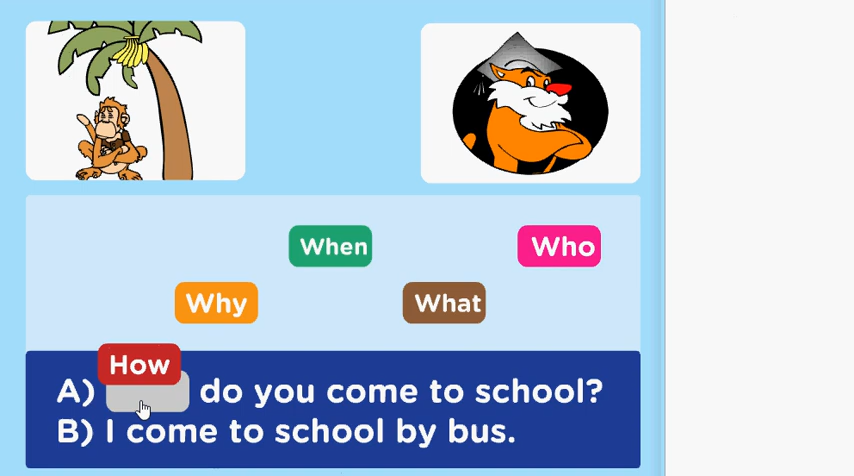 When
Who
Why
What
How
A) do you come to school?
B) I come to school by bus.